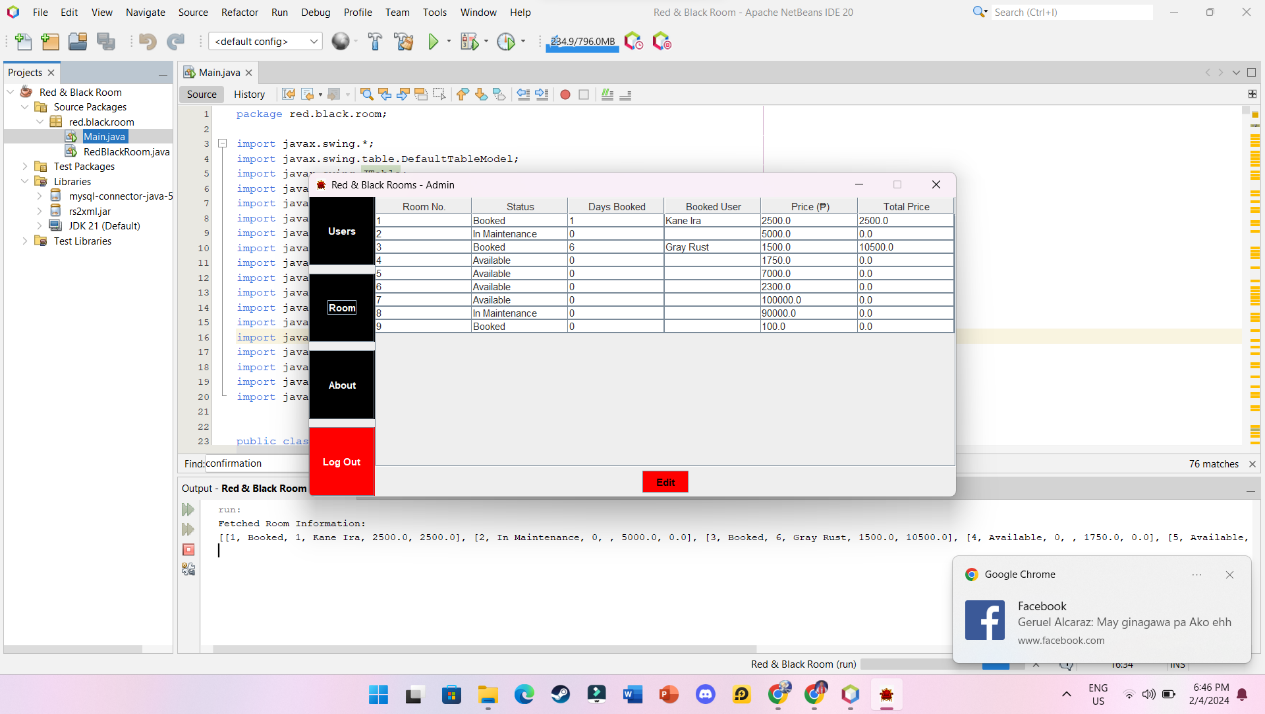 File Edit View Navigate Source Refactor Run Debug Profile Team Tools Window Help Red & Black Room - Apache NetBeans IDE 20 Search (Ctrl+I)
<default config> 234.9/796.0MB
Projects
Red & Black Room
Source Packages
red.black.room
Main.java
RedBlackRoom.java
Test Packages
Libraries
mysql-connector-java-5
rs2xml.jar
JDK 21 (Default)
Test Libraries
Main.java
Source History
1 package red.black.room;
2
3 import javax.swing.*;
4 import javax.swing.table.DefaultTableModel;
5 import
6 import java
7 import java
8 import java
9 import java
10 import java
11 import java
12 import java
13 import java
14 import java
15 import java
16 import java
17 import java
18 import java
19 import java
20 import java
21
22
23 public clas
Find: confirmation 76 matches
Red & Black Rooms - Admin
Users
Room
About
Log Out
Room No. Status Days Booked Booked User Price (₱) Total Price
1 Booked 1 Kane Ira 2500.0 2500.0
2 In Maintenance 0 5000.0 0.0
3 Booked 6 Gray Rust 1500.0 10500.0
4 Available 0 1750.0 0.0
5 Available 0 7000.0 0.0
6 Available 0 2300.0 0.0
7 Available 0 100000.0 0.0
8 In Maintenance 0 90000.0 0.0
9 Booked 0 100.0 0.0
Edit
Output - Red & Black Room
run:
Fetched Room Information:
[[1, Booked, 1, Kane Ira, 2500.0, 2500.0], [2, In Maintenance, 0, , 5000.0, 0.0], [3, Booked, 6, Gray Rust, 1500.0, 10500.0], [4, Available, 0, , 1750.0, 0.0], [5, Available,
Google Chrome
Facebook
Geruel Alcaraz: May ginagawa pa Ako ehh
www.facebook.com
Red & Black Room (run) 16:34 INS
ENG
US
6:46 PM
2/4/2024